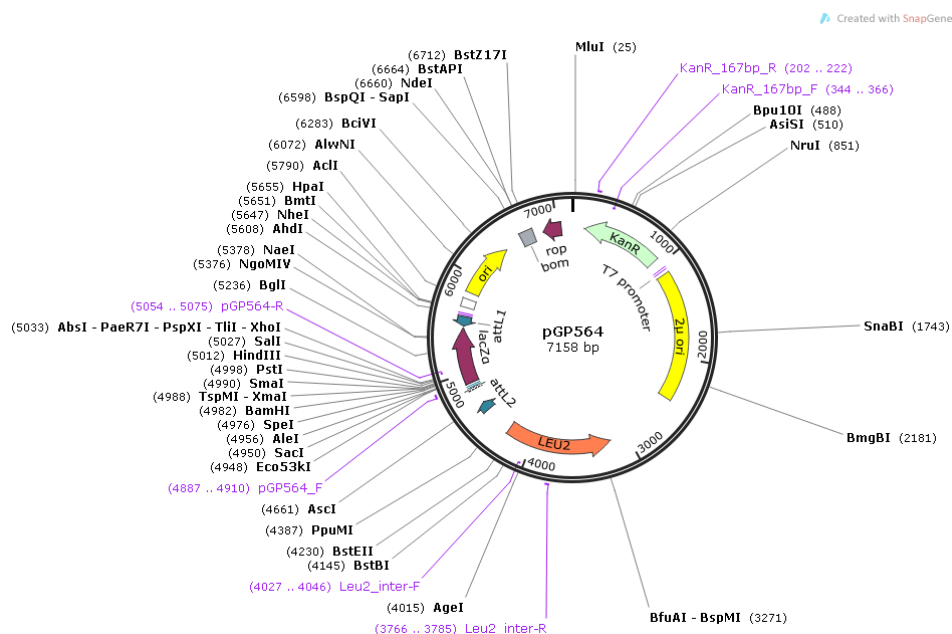 Created with SnapGene
MluI (25)
KanR_167bp_R (202 .. 222)
KanR_167bp_F (344 .. 366)
Bpu10I (488)
AsiSI (510)
NruI (851)
SnaBI (1743)
BmgBI (2181)
BfuAI - BspMI (3271)
(3766 .. 3785) Leu2_inter-R
(4015) AgeI
(4027 .. 4046) Leu2_inter-F
(4145) BstBI
(4230) BstEII
(4387) PpuMI
(4661) AscI
(4887 .. 4910) pGP564_F
(4948) Eco53kI
(4950) SacI
(4956) AleI
(4976) SpeI
(4982) BamHI
(4988) TspMI - XmaI
(4990) SmaI
(4998) PstI
(5012) HindIII
(5027) SalI
(5033) AbsI - PaeR7I - PspXI - TliI - XhoI
(5054 .. 5075) pGP564-R
(5236) BglI
(5376) NgoMIV
(5378) NaeI
(5608) AhdI
(5647) NheI
(5651) BmtI
(5655) HpaI
(5790) AclI
(6072) AlwNI
(6283) BciVI
(6598) BspQI - SapI
(6660) NdeI
(6664) BstAPI
(6712) BstZ17I
1000
2000
3000
4000
5000
6000
7000
KanR
T7 promoter
2μ ori
LEU2
attL2
lacZα
attL1
ori
bom
rop
pGP564
7158 bp